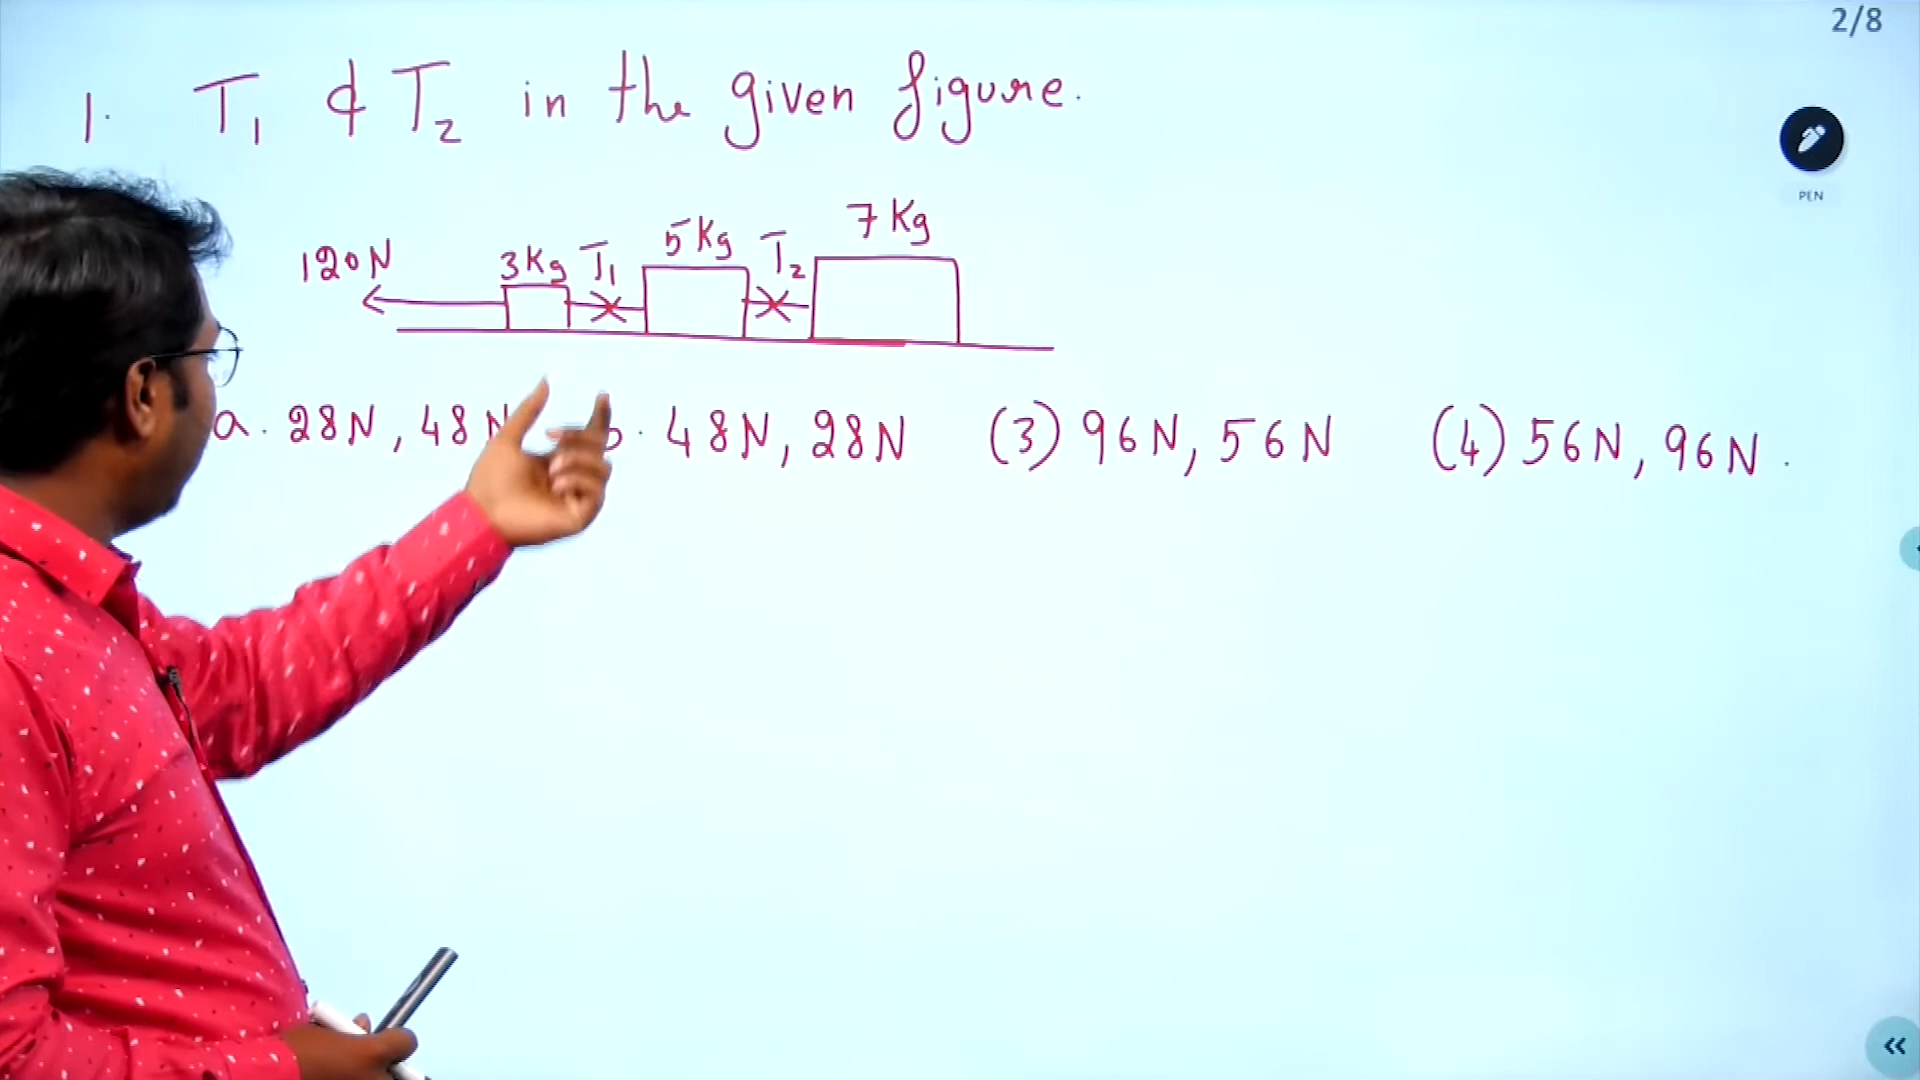 2/8
1. T₁ & T₂ in the given figure.
PEN
120N 3Kg T₁ 5Kg T₂ 7Kg
a. 28N, 48N b. 48N, 28N (3) 96N, 56N (4) 56N, 96N.